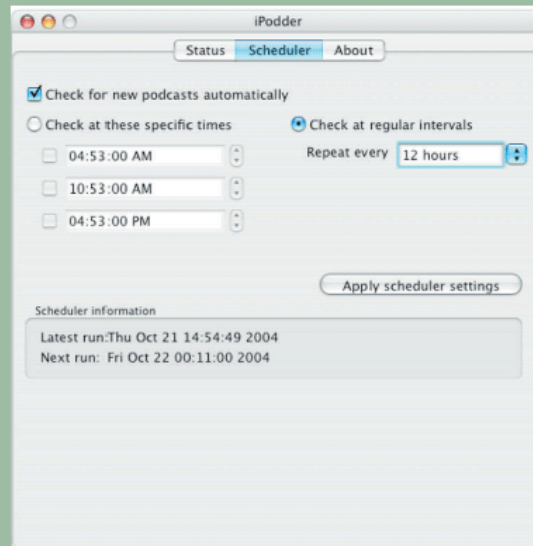 iPodder
Status Scheduler About
Check for new podcasts automatically
Check at these specific times
Check at regular intervals
04:53:00 AM
Repeat every 12 hours
10:53:00 AM
04:53:00 PM
Apply scheduler settings
Scheduler information
Latest run:Thu Oct 21 14:54:49 2004
Next run: Fri Oct 22 00:11:00 2004